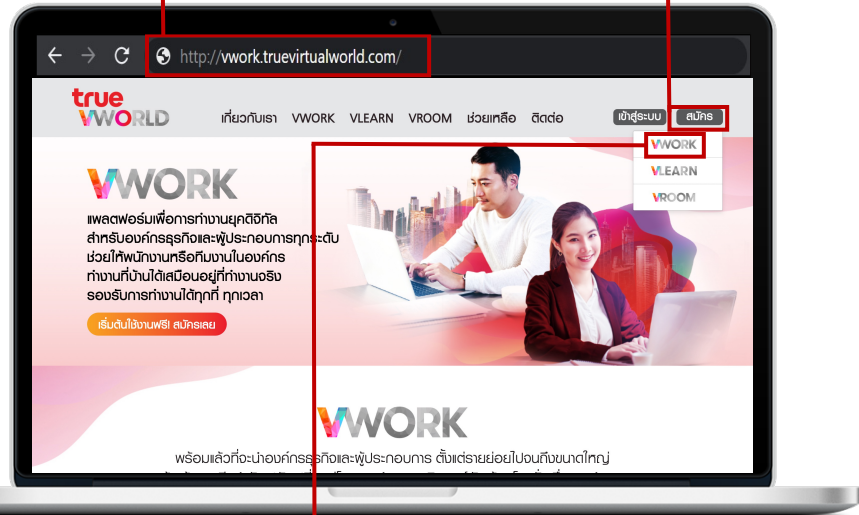 http://vwork.truevirtualworld.com/
true
VWORLD
เกี่ยวกับเรา VWORK VLEARN VROOM ช่วยเหลือ ติดต่อ
เข้าสู่ระบบ สมัคร
VWORK
VLEARN
VROOM
VWORK
แพลตฟอร์มเพื่อการทำงานยุคดิจิทัล
สำหรับองค์กรธุรกิจและผู้ประกอบการทุกระดับ
ช่วยให้พนักงานหรือทีมงานในองค์กร
ทำงานที่บ้านได้เสมือนอยู่ที่ทำงานจริง
รองรับการทำงานได้ทุกที่ ทุกเวลา
เริ่มต้นใช้งานฟรี! สมัครเลย
VWORK
พร้อมแล้วที่จะนำองค์กรธุรกิจและผู้ประกอบการ ตั้งแต่รายย่อยไปจนถึงขนาดใหญ่